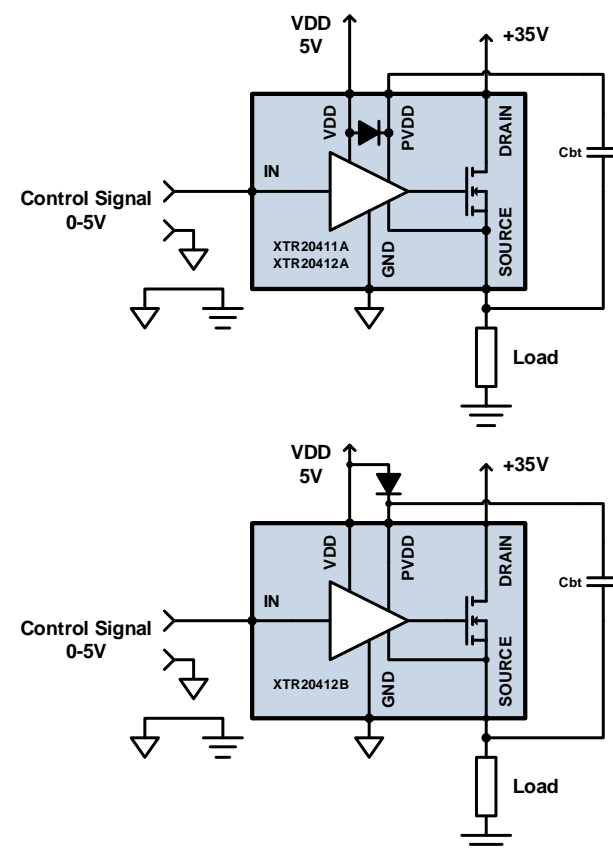 VDD
5V
+35V
VDD
PVDD
DRAIN
Cbt
IN
Control Signal
0-5V
XTR20411A
XTR20412A
GND
SOURCE
Load
VDD
5V
+35V
VDD
PVDD
DRAIN
Cbt
IN
Control Signal
0-5V
XTR20412B
GND
SOURCE
Load